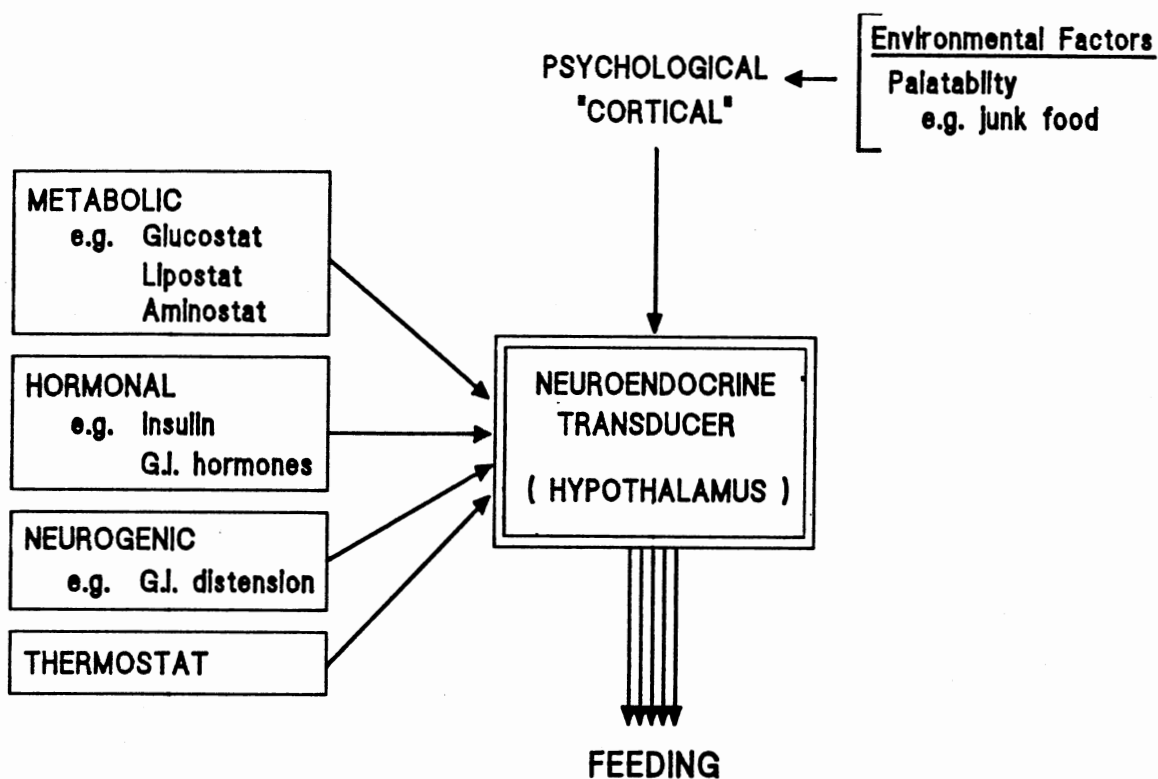 Environmental Factors
Palatabilty
e.g. junk food
PSYCHOLOGICAL
"CORTICAL"
METABOLIC
e.g. Glucostat
Lipostat
Aminostat
HORMONAL
e.g. Insulin
G.I. hormones
NEUROGENIC
e.g. G.I. distension
THERMOSTAT
NEUROENDOCRINE
TRANSDUCER
( HYPOTHALAMUS )
FEEDING